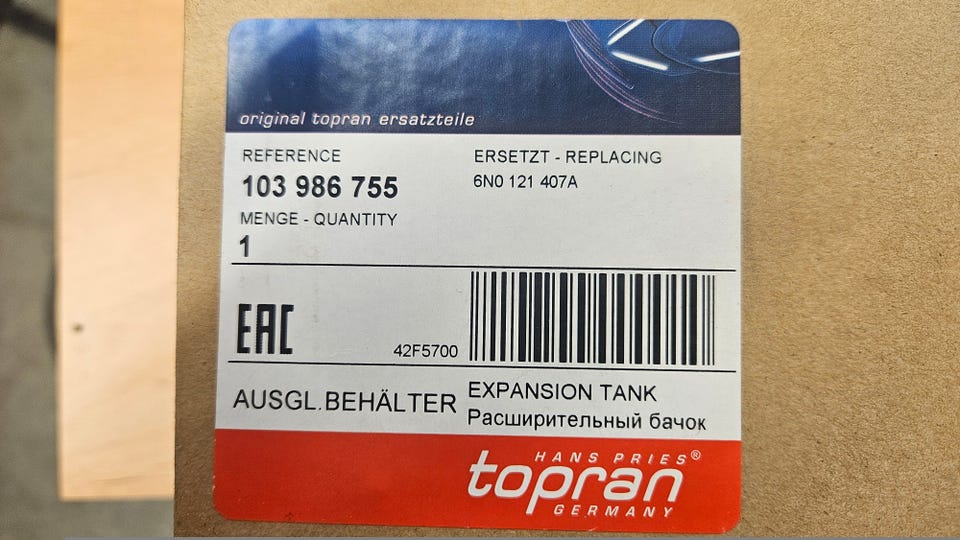 original topran ersatzteile
REFERENCE
103 986 755
MENGE - QUANTITY
1
ERSETZT - REPLACING
6N0 121 407A
EAC
42F5700
AUSGL.BEHÄLTER
EXPANSION TANK
Расширительный бачок
HANS PRIES®
topran
GERMANY